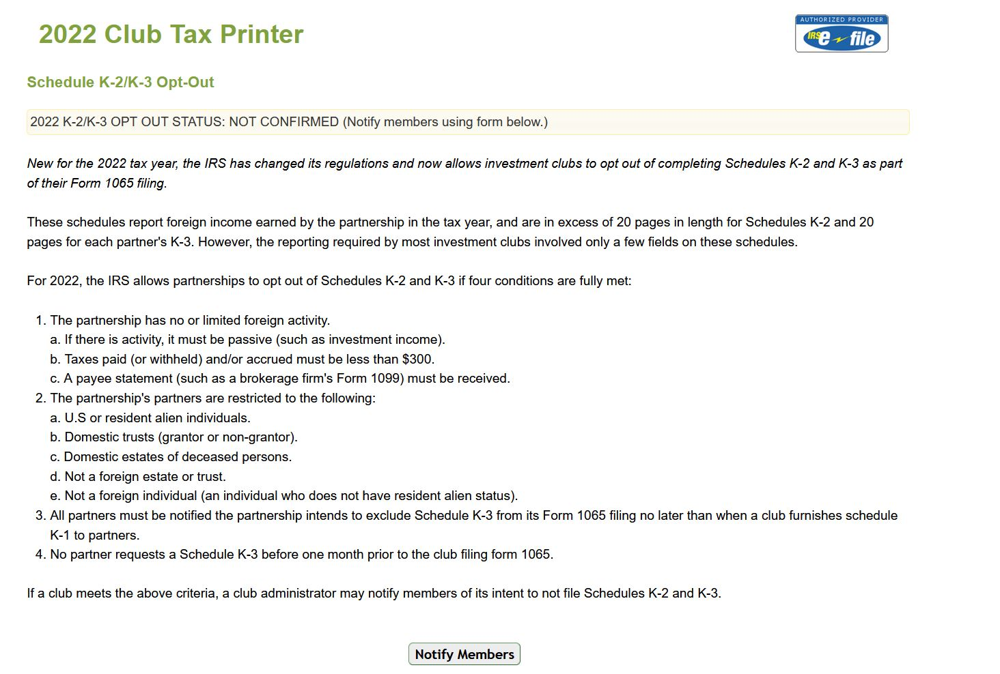 2022 Club Tax Printer
AUTHORIZED PROVIDER
IRS e file
Schedule K-2/K-3 Opt-Out
2022 K-2/K-3 OPT OUT STATUS: NOT CONFIRMED (Notify members using form below.)
New for the 2022 tax year, the IRS has changed its regulations and now allows investment clubs to opt out of completing Schedules K-2 and K-3 as part
of their Form 1065 filing.
These schedules report foreign income earned by the partnership in the tax year, and are in excess of 20 pages in length for Schedules K-2 and 20
pages for each partner's K-3. However, the reporting required by most investment clubs involved only a few fields on these schedules.
For 2022, the IRS allows partnerships to opt out of Schedules K-2 and K-3 if four conditions are fully met:
1. The partnership has no or limited foreign activity.
a. If there is activity, it must be passive (such as investment income).
b. Taxes paid (or withheld) and/or accrued must be less than $300.
c. A payee statement (such as a brokerage firm's Form 1099) must be received.
2. The partnership's partners are restricted to the following:
a. U.S or resident alien individuals.
b. Domestic trusts (grantor or non-grantor).
c. Domestic estates of deceased persons.
d. Not a foreign estate or trust.
e. Not a foreign individual (an individual who does not have resident alien status).
3. All partners must be notified the partnership intends to exclude Schedule K-3 from its Form 1065 filing no later than when a club furnishes schedule
K-1 to partners.
4. No partner requests a Schedule K-3 before one month prior to the club filing form 1065.
If a club meets the above criteria, a club administrator may notify members of its intent to not file Schedules K-2 and K-3.
Notify Members